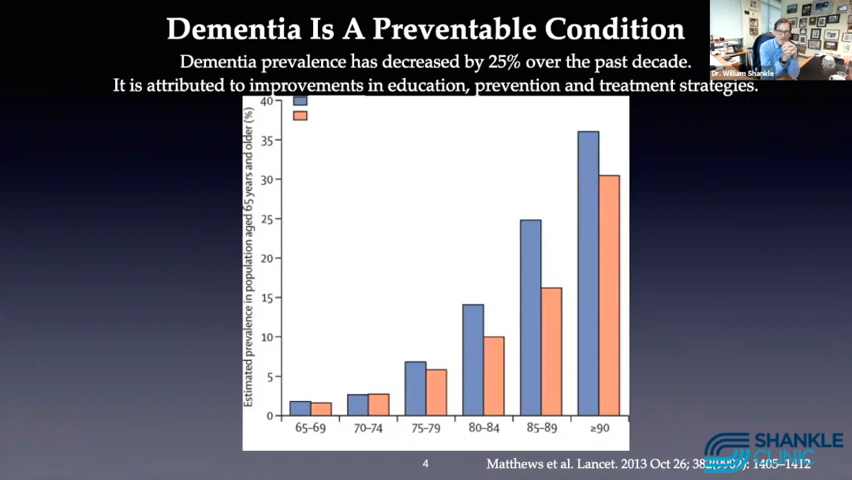 Dementia Is A Preventable Condition
Dementia prevalence has decreased by 25% over the past decade.
It is attributed to improvements in education, prevention and treatment strategies.
Dr. William Shankle
Estimated prevalence in population aged 65 years and older (%)
40
35
30
25
20
15
10
5
0
65–69 70–74 75–79 80–84 85–89 ≥90
4
Matthews et al. Lancet. 2013 Oct 26; 382(9902): 1405–1412
SHANKLE
CLINIC